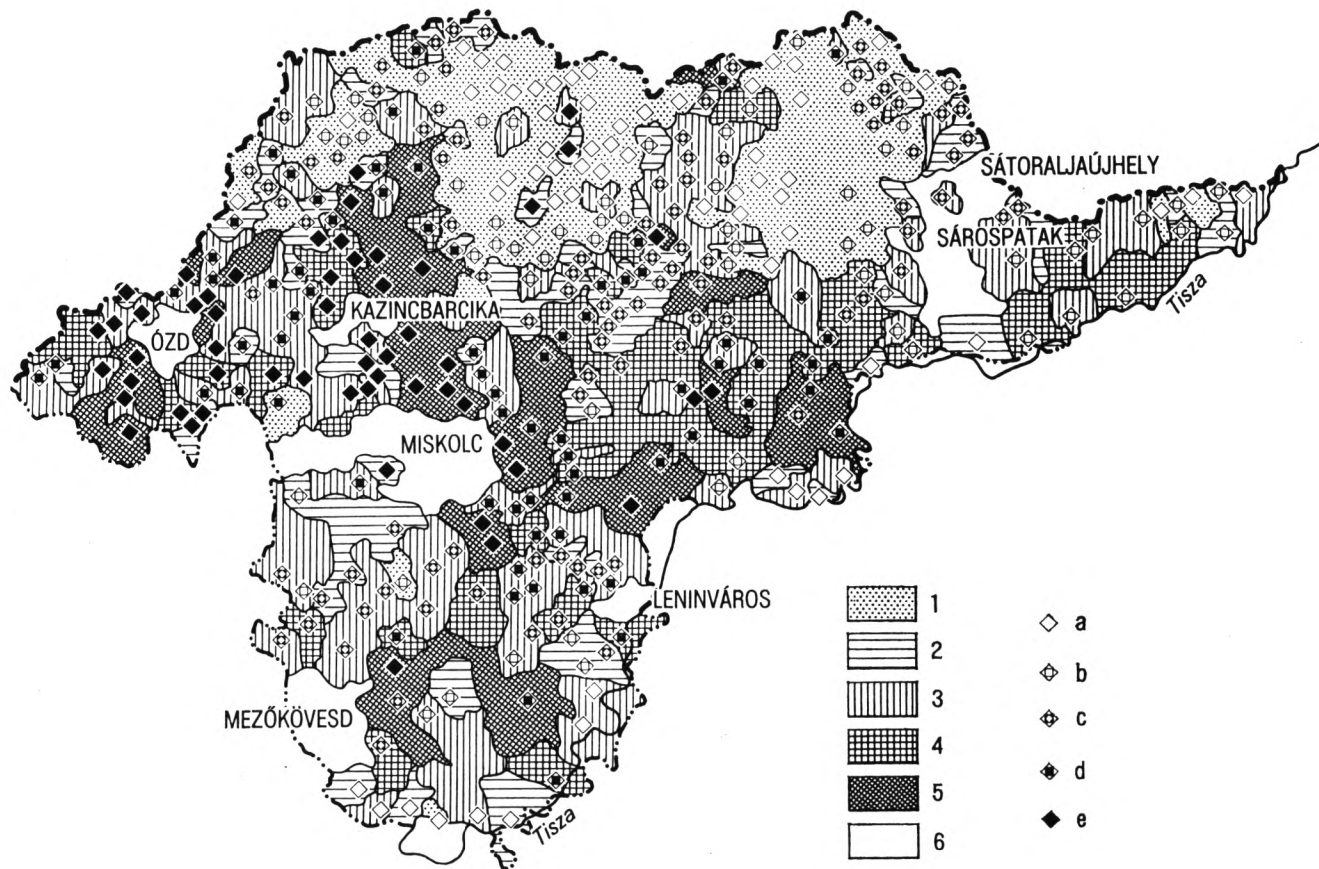 SÁTORALJAÚJHELY
SÁROSPATAK
Tisza
KAZINCBARCIKA
ÓZD
MISKOLC
LENINVÁROS
MEZŐKÖVESD
Tisza
1
2
3
4
5
6
a
b
c
d
e